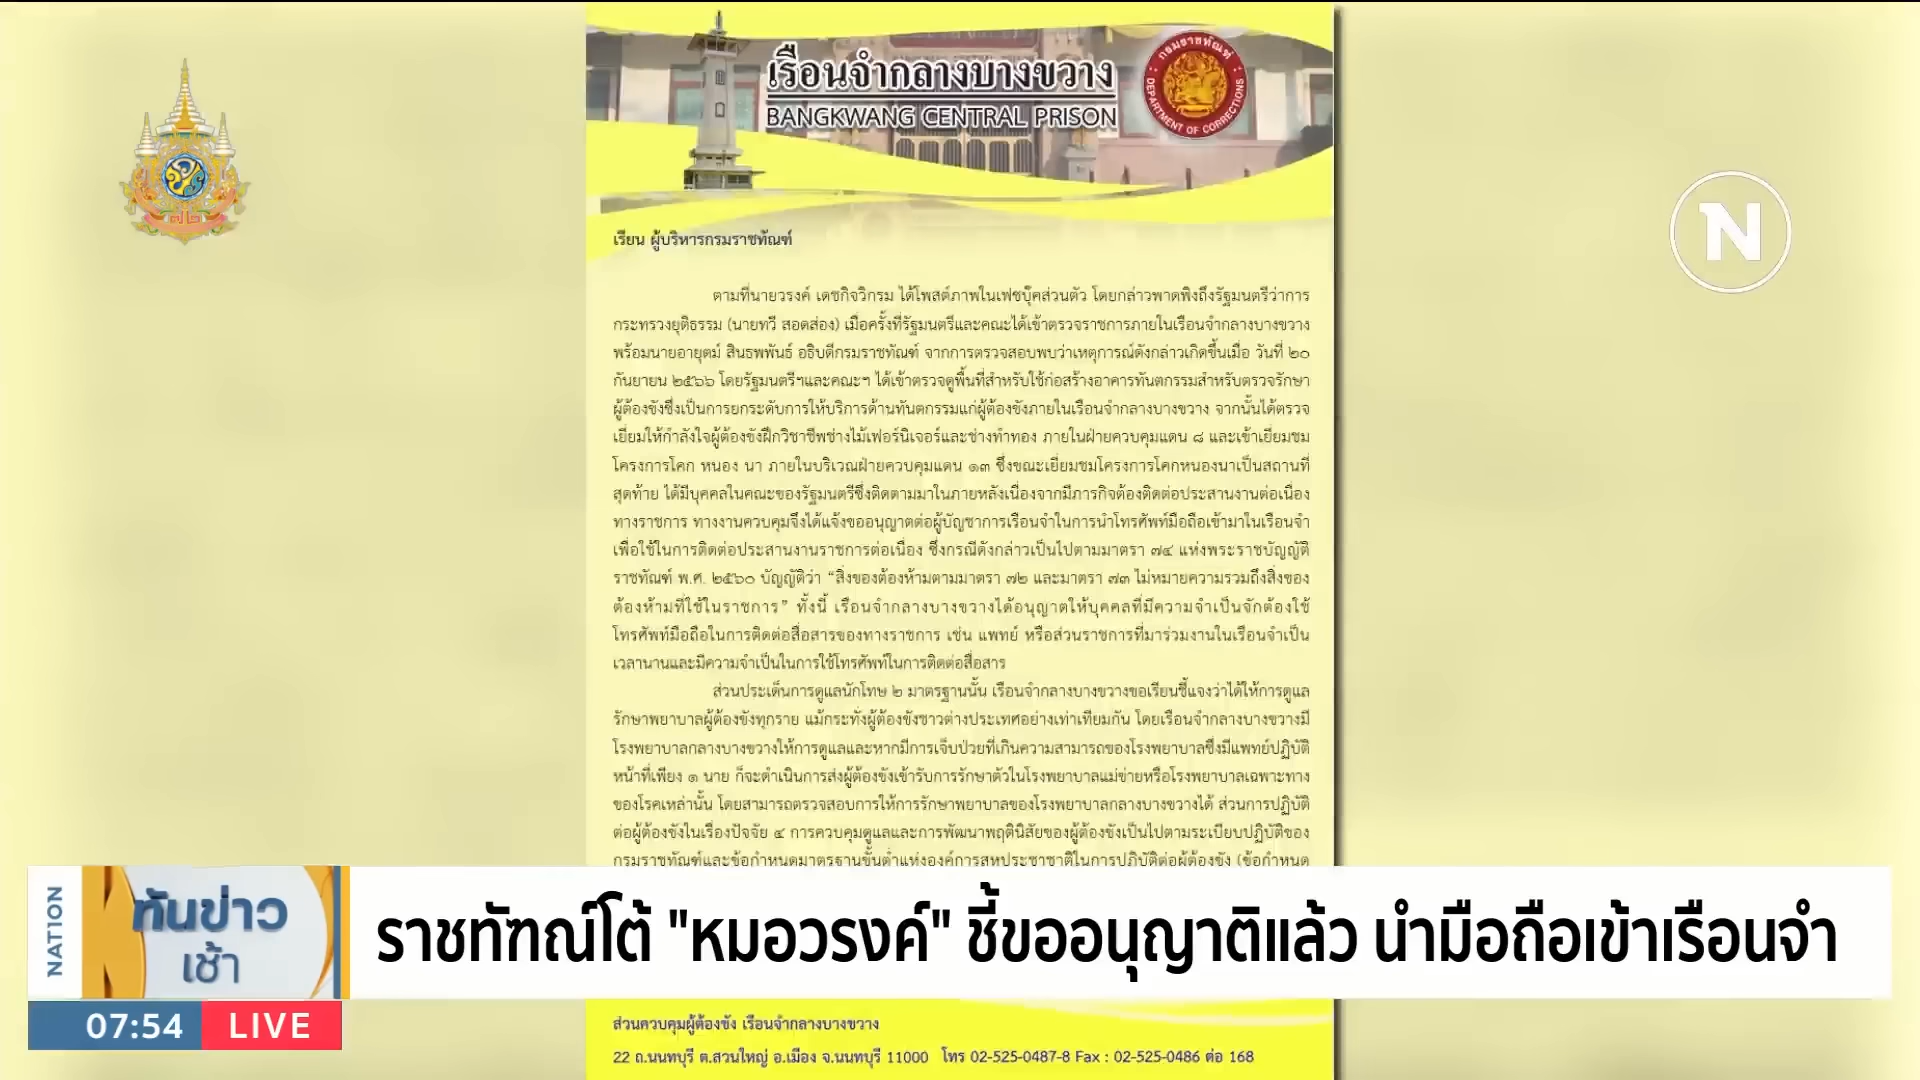 เรือนจำกลางบางขวาง
BANGKWANG CENTRAL PRISON
กรมราชทัณฑ์
DEPARTMENT OF CORRECTIONS
๗๒
N
เรียน ผู้บริหารกรมราชทัณฑ์
ตามที่นายวรงค์ เดชกิจวิกรม ได้โพสต์ภาพในเฟซบุ๊คส่วนตัว โดยกล่าวพาดพิงถึงรัฐมนตรีว่าการ
กระทรวงยุติธรรม (นายทวี สอดส่อง) เมื่อครั้งที่รัฐมนตรีและคณะได้เข้าตรวจราชการภายในเรือนจำกลางบางขวาง
พร้อมนายอายุตม์ สินธพพันธ์ อธิบดีกรมราชทัณฑ์ จากการตรวจสอบพบว่าเหตุการณ์ดังกล่าวเกิดขึ้นเมื่อ วันที่ ๒๐
กันยายน ๒๕๖๖ โดยรัฐมนตรีฯและคณะฯ ได้เข้าตรวจดูพื้นที่สำหรับใช้ก่อสร้างอาคารทันตกรรมสำหรับตรวจรักษา
ผู้ต้องขังซึ่งเป็นการยกระดับการให้บริการด้านทันตกรรมแก่ผู้ต้องขังภายในเรือนจำกลางบางขวาง จากนั้นได้ตรวจ
เยี่ยมให้กำลังใจผู้ต้องขังฝึกวิชาชีพช่างไม้เฟอร์นิเจอร์และช่างทำทอง ภายในฝ่ายควบคุมแดน ๘ และเข้าเยี่ยมชม
โครงการโคก หนอง นา ภายในบริเวณฝ่ายควบคุมแดน ๑๓ ซึ่งขณะเยี่ยมชมโครงการโคกหนองนาเป็นสถานที่
สุดท้าย ได้มีบุคคลในคณะของรัฐมนตรีซึ่งติดตามมาในภายหลังเนื่องจากมีภารกิจต้องติดต่อประสานงานต่อเนื่อง
ทางราชการ ทางงานควบคุมจึงได้แจ้งขออนุญาตต่อผู้บัญชาการเรือนจำในการนำโทรศัพท์มือถือเข้ามาในเรือนจำ
เพื่อใช้ในการติดต่อประสานงานราชการต่อเนื่อง ซึ่งกรณีดังกล่าวเป็นไปตามมาตรา ๗๔ แห่งพระราชบัญญัติ
ราชทัณฑ์ พ.ศ. ๒๕๖๐ บัญญัติว่า “สิ่งของต้องห้ามตามมาตรา ๗๒ และมาตรา ๗๓ ไม่หมายความรวมถึงสิ่งของ
ต้องห้ามที่ใช้ในราชการ” ทั้งนี้ เรือนจำกลางบางขวางได้อนุญาตให้บุคคลที่มีความจำเป็นจักต้องใช้
โทรศัพท์มือถือในการติดต่อสื่อสารของทางราชการ เช่น แพทย์ หรือส่วนราชการที่มาร่วมงานในเรือนจำเป็น
เวลานานและมีความจำเป็นในการใช้โทรศัพท์ในการติดต่อสื่อสาร
ส่วนประเด็นการดูแลนักโทษ ๒ มาตรฐานนั้น เรือนจำกลางบางขวางขอเรียนชี้แจงว่าได้ให้การดูแล
รักษาพยาบาลผู้ต้องขังทุกราย แม้กระทั่งผู้ต้องขังชาวต่างประเทศอย่างเท่าเทียมกัน โดยเรือนจำกลางบางขวางมี
โรงพยาบาลกลางบางขวางให้การดูแลและหากมีการเจ็บป่วยที่เกินความสามารถของโรงพยาบาลซึ่งมีแพทย์ปฏิบัติ
หน้าที่เพียง ๑ นาย ก็จะดำเนินการส่งผู้ต้องขังเข้ารับการรักษาตัวในโรงพยาบาลแม่ข่ายหรือโรงพยาบาลเฉพาะทาง
ของโรคเหล่านั้น โดยสามารถตรวจสอบการให้การรักษาพยาบาลของโรงพยาบาลกลางบางขวางได้ ส่วนการปฏิบัติ
ต่อผู้ต้องขังในเรื่องปัจจัย ๔ การควบคุมดูแลและการพัฒนาพฤตินิสัยของผู้ต้องขังเป็นไปตามระเบียบปฏิบัติของ
กรมราชทัณฑ์และข้อกำหนดมาตรฐานขั้นต่ำแห่งองค์การสหประชาชาติในการปฏิบัติต่อผู้ต้องขัง (ข้อกำหนด
NATION
ทันข่าว
เช้า
ราชทัฑณ์โต้ "หมอวรงค์" ชี้ขออนุญาติแล้ว นำมือถือเข้าเรือนจำ
07:54 LIVE
ส่วนควบคุมผู้ต้องขัง เรือนจำกลางบางขวาง
22 ถ.นนทบุรี ต.สวนใหญ่ อ.เมือง จ.นนทบุรี 11000 โทร 02-525-0487-8 Fax : 02-525-0486 ต่อ 168